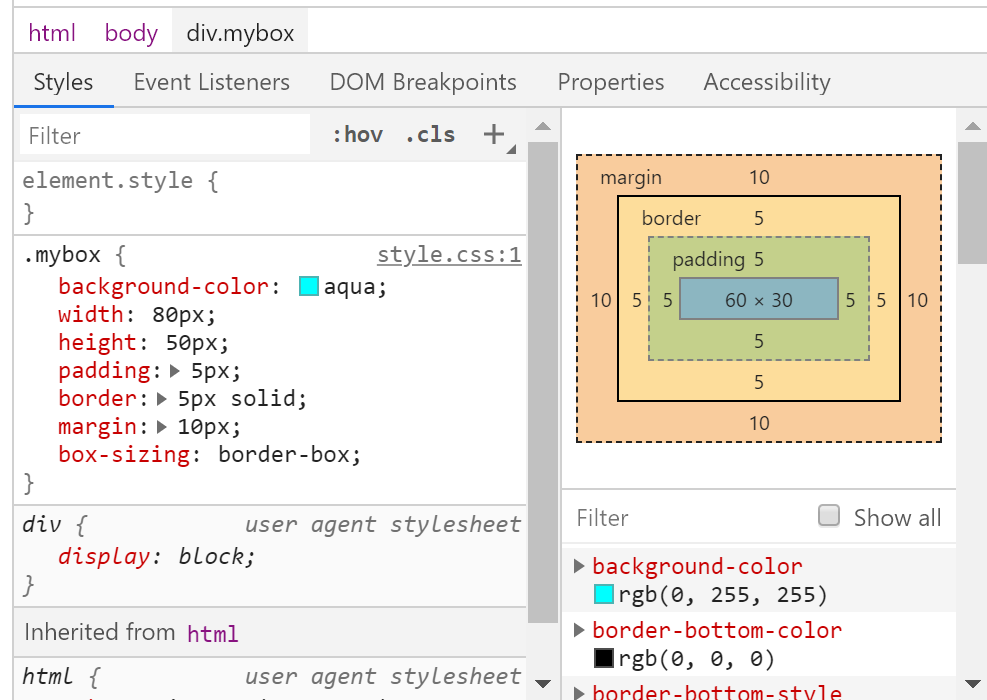 html body div.mybox
Styles Event Listeners DOM Breakpoints Properties Accessibility
Filter :hov .cls +
element.style {
}
.mybox { style.css:1
background-color: aqua;
width: 80px;
height: 50px;
padding: 5px;
border: 5px solid;
margin: 10px;
box-sizing: border-box;
}
div { user agent stylesheet
display: block;
}
Inherited from html
html { user agent stylesheet
margin 10
border 5
padding 5
10 5 5 60 × 30 5 5 10
5
5
10
Filter Show all
background-color
rgb(0, 255, 255)
border-bottom-color
rgb(0, 0, 0)
border-bottom-style